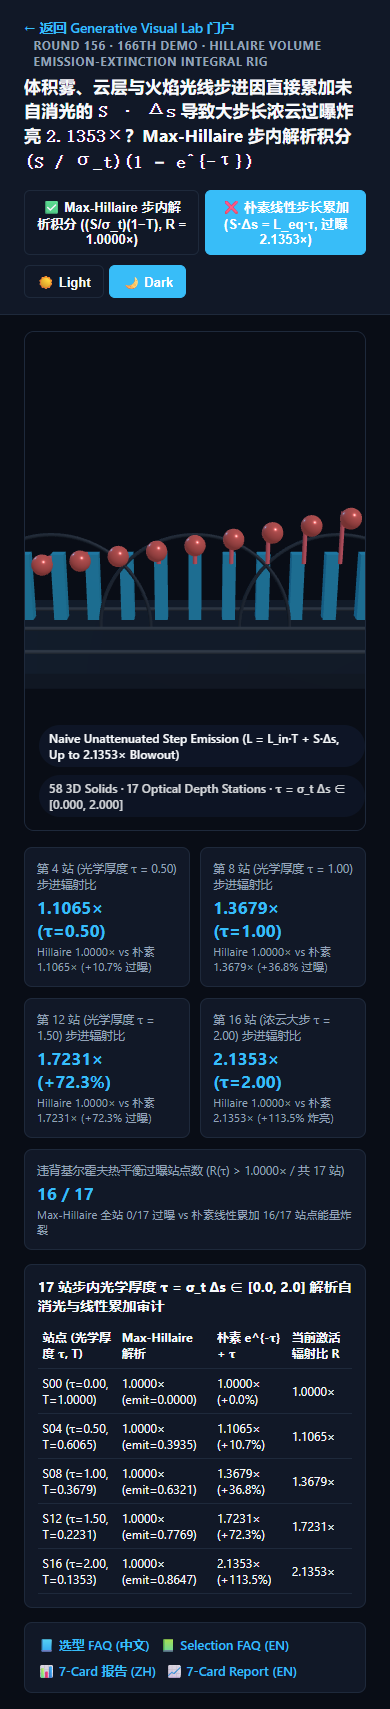 ← 返回 Generative Visual Lab 门户
ROUND 156 · 166TH DEMO · HILLAIRE VOLUME
EMISSION-EXTINCTION INTEGRAL RIG
体积雾、云层与火焰光线步进因直接累加未
自消光的 S · Δs 导致大步长浓云过曝炸
亮 2.1353×？Max-Hillaire 步内解析积分
(S / σ_t)(1 − e^{−τ})
✅ Max-Hillaire 步内解
析积分 ((S/σ_t)(1−T), R =
1.0000×)
❌ 朴素线性步长累加
(S·Δs = L_eq·τ, 过曝
2.1353×)
☀️ Light
🌙 Dark
Naive Unattenuated Step Emission (L = L_in·T + S·Δs,
Up to 2.1353× Blowout)
58 3D Solids · 17 Optical Depth Stations · τ = σ_t Δs ∈
[0.000, 2.000]
第 4 站 (光学厚度 τ = 0.50)
步进辐射比
1.1065×
(τ=0.50)
Hillaire 1.0000× vs 朴素
1.1065× (+10.7% 过曝)
第 8 站 (光学厚度 τ = 1.00)
步进辐射比
1.3679×
(τ=1.00)
Hillaire 1.0000× vs 朴素
1.3679× (+36.8% 过曝)
第 12 站 (光学厚度 τ =
1.50) 步进辐射比
1.7231×
(+72.3%)
Hillaire 1.0000× vs 朴素
1.7231× (+72.3% 过曝)
第 16 站 (浓云大步 τ =
2.00) 步进辐射比
2.1353×
(τ=2.00)
Hillaire 1.0000× vs 朴素
2.1353× (+113.5% 炸亮)
违背基尔霍夫热平衡过曝站点数 (R(τ) > 1.0000× / 共 17 站)
16 / 17
Max-Hillaire 全站 0/17 过曝 vs 朴素线性累加 16/17 站点能量炸
裂
17 站步内光学厚度 τ = σ_t Δs ∈ [0.0, 2.0] 解析自
消光与线性累加审计
站点 (光学厚
度 τ, T)
Max-Hillaire
解析
朴素 e^{-τ}
+ τ
当前激活
辐射比 R
S00 (τ=0.00,
T=1.0000)
1.0000×
(emit=0.0000)
1.0000×
(+0.0%)
1.0000×
S04 (τ=0.50,
T=0.6065)
1.0000×
(emit=0.3935)
1.1065×
(+10.7%)
1.1065×
S08 (τ=1.00,
T=0.3679)
1.0000×
(emit=0.6321)
1.3679×
(+36.8%)
1.3679×
S12 (τ=1.50,
T=0.2231)
1.0000×
(emit=0.7769)
1.7231×
(+72.3%)
1.7231×
S16 (τ=2.00,
T=0.1353)
1.0000×
(emit=0.8647)
2.1353×
(+113.5%)
2.1353×
📘 选型 FAQ (中文)
📗 Selection FAQ (EN)
📊 7-Card 报告 (ZH)
📈 7-Card Report (EN)